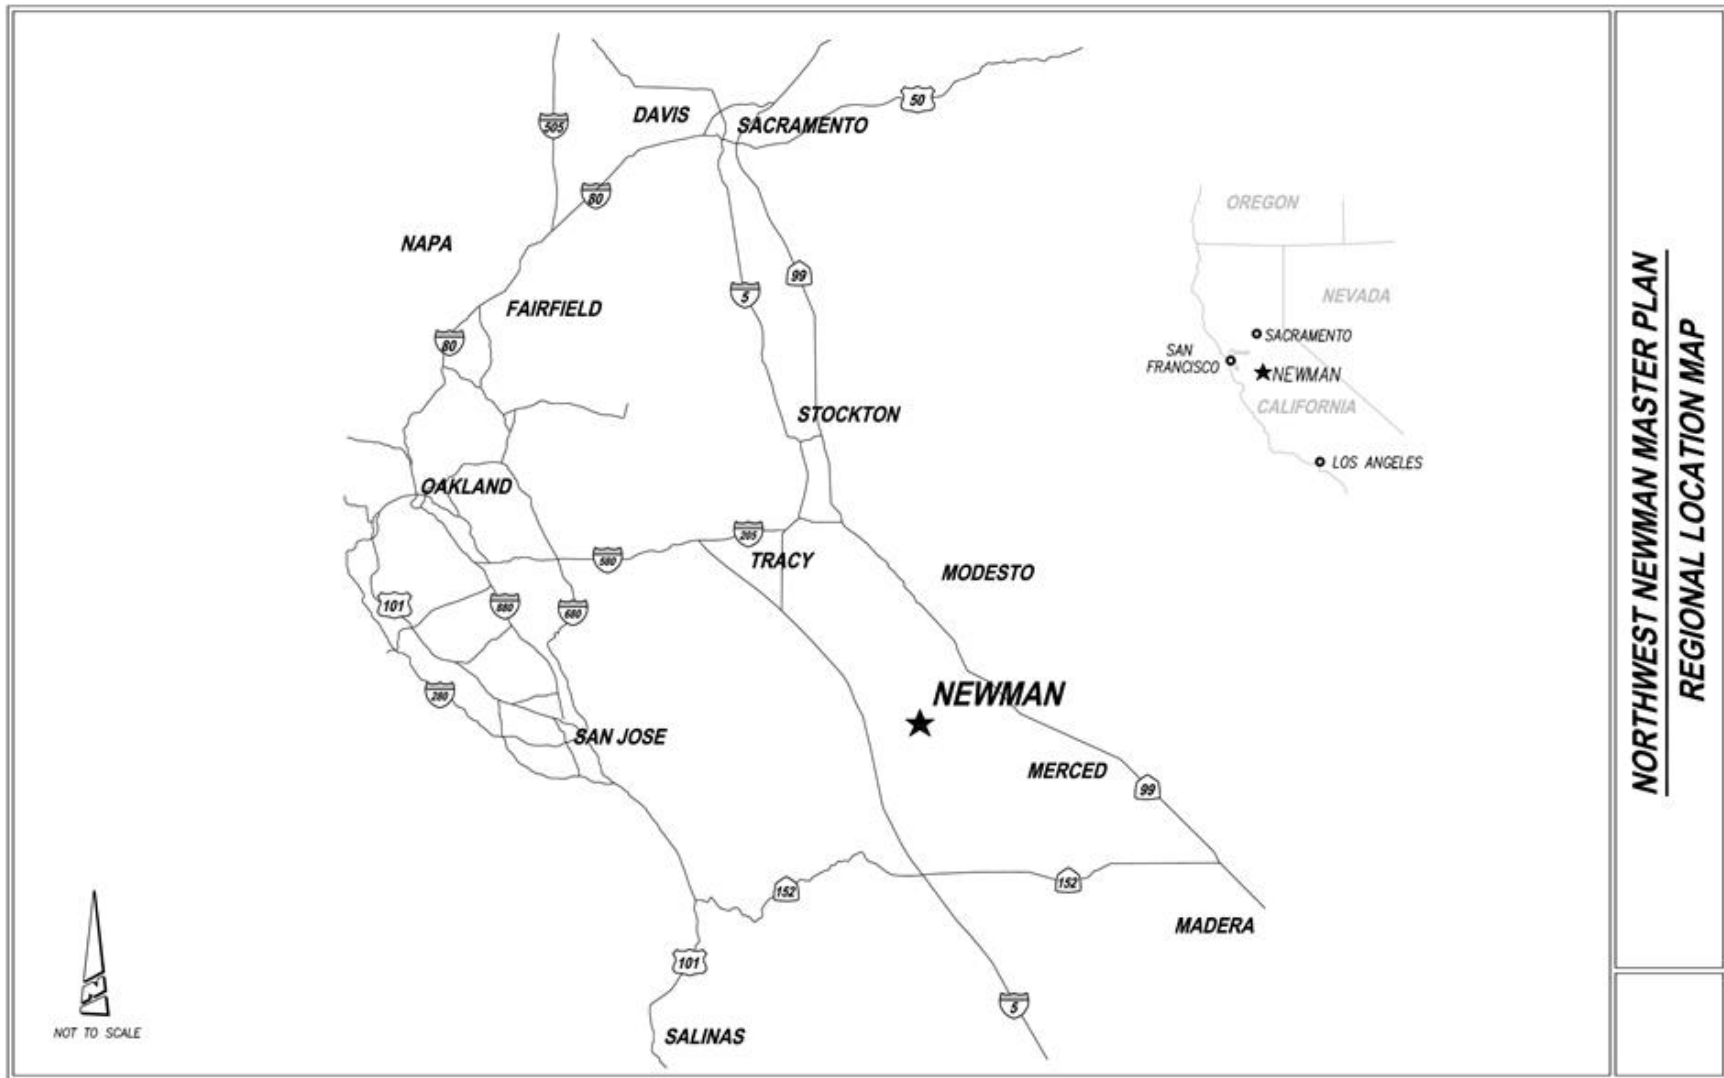 50
DAVIS
SACRAMENTO
505
80
NAPA
99
5
FAIRFIELD
80
STOCKTON
OAKLAND
205
580
TRACY
MODESTO
101
880
680
280
NEWMAN
SAN JOSE
MERCED
99
152
152
MADERA
101
5
SALINAS
OREGON
NEVADA
SACRAMENTO
SAN
FRANCISCO
NEWMAN
CALIFORNIA
LOS ANGELES
N
NOT TO SCALE
NORTHWEST NEWMAN MASTER PLAN
REGIONAL LOCATION MAP